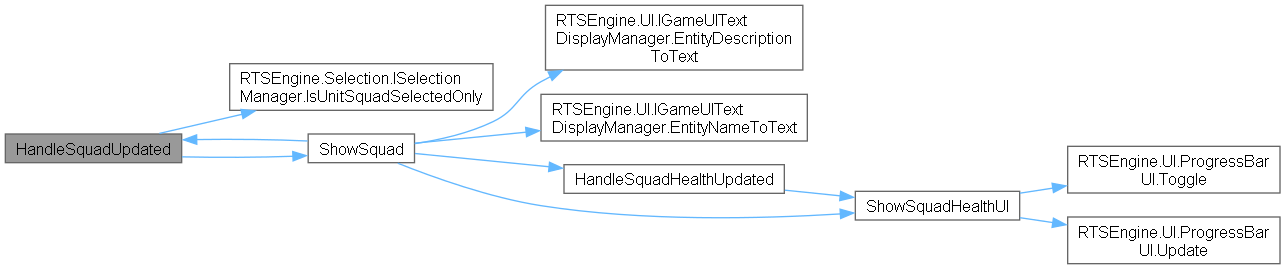 RTSEngine.UI.IGameUIText
DisplayManager.EntityDescription
ToText
RTSEngine.Selection.ISelection
Manager.IsUnitSquadSelectedOnly
RTSEngine.UI.IGameUIText
DisplayManager.EntityNameToText
HandleSquadUpdated
ShowSquad
HandleSquadHealthUpdated
ShowSquadHealthUI
RTSEngine.UI.ProgressBar
UI.Toggle
RTSEngine.UI.ProgressBar
UI.Update